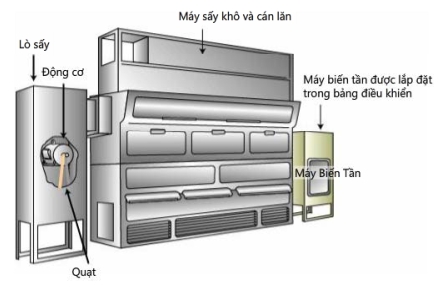 Máy sấy khô và cán lăn
Lò sấy
Động cơ
Máy biến tần được lắp đặt
trong bảng điều khiển
Máy Biến Tần
Quạt